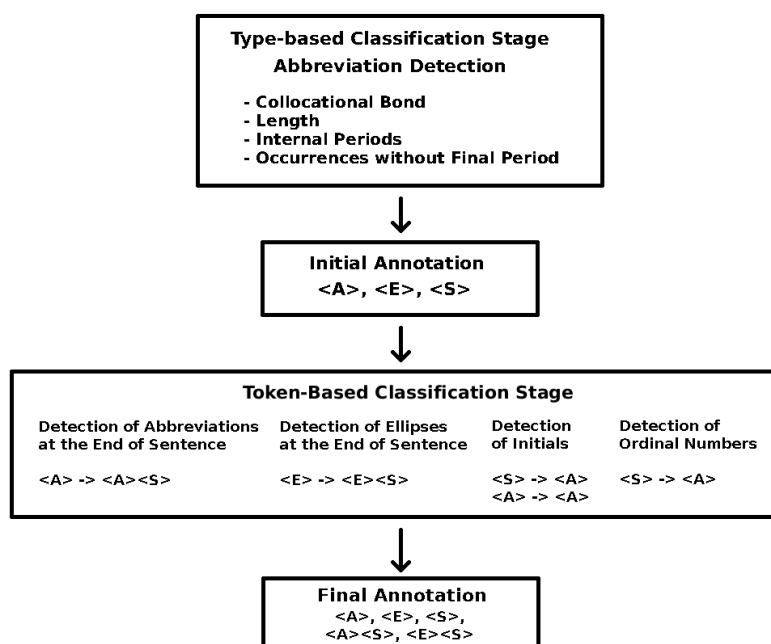 Type-based Classification Stage
Abbreviation Detection
- Collocational Bond
- Length
- Internal Periods
- Occurrences without Final Period
Initial Annotation
<A>, <E>, <S>
Token-Based Classification Stage
Detection of Abbreviations
at the End of Sentence
<A> -> <A><S>
Detection of Ellipses
at the End of Sentence
<E> -> <E><S>
Detection
of Initials
<S> -> <A>
<A> -> <A>
Detection of
Ordinal Numbers
<S> -> <A>
Final Annotation
<A>, <E>, <S>,
<A><S>, <E><S>